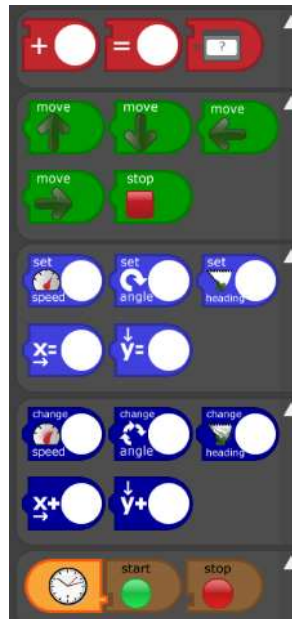 + = ?
move move move
move stop
set speed set angle set heading
x= y=
change speed change angle change heading
x+ y+
start stop